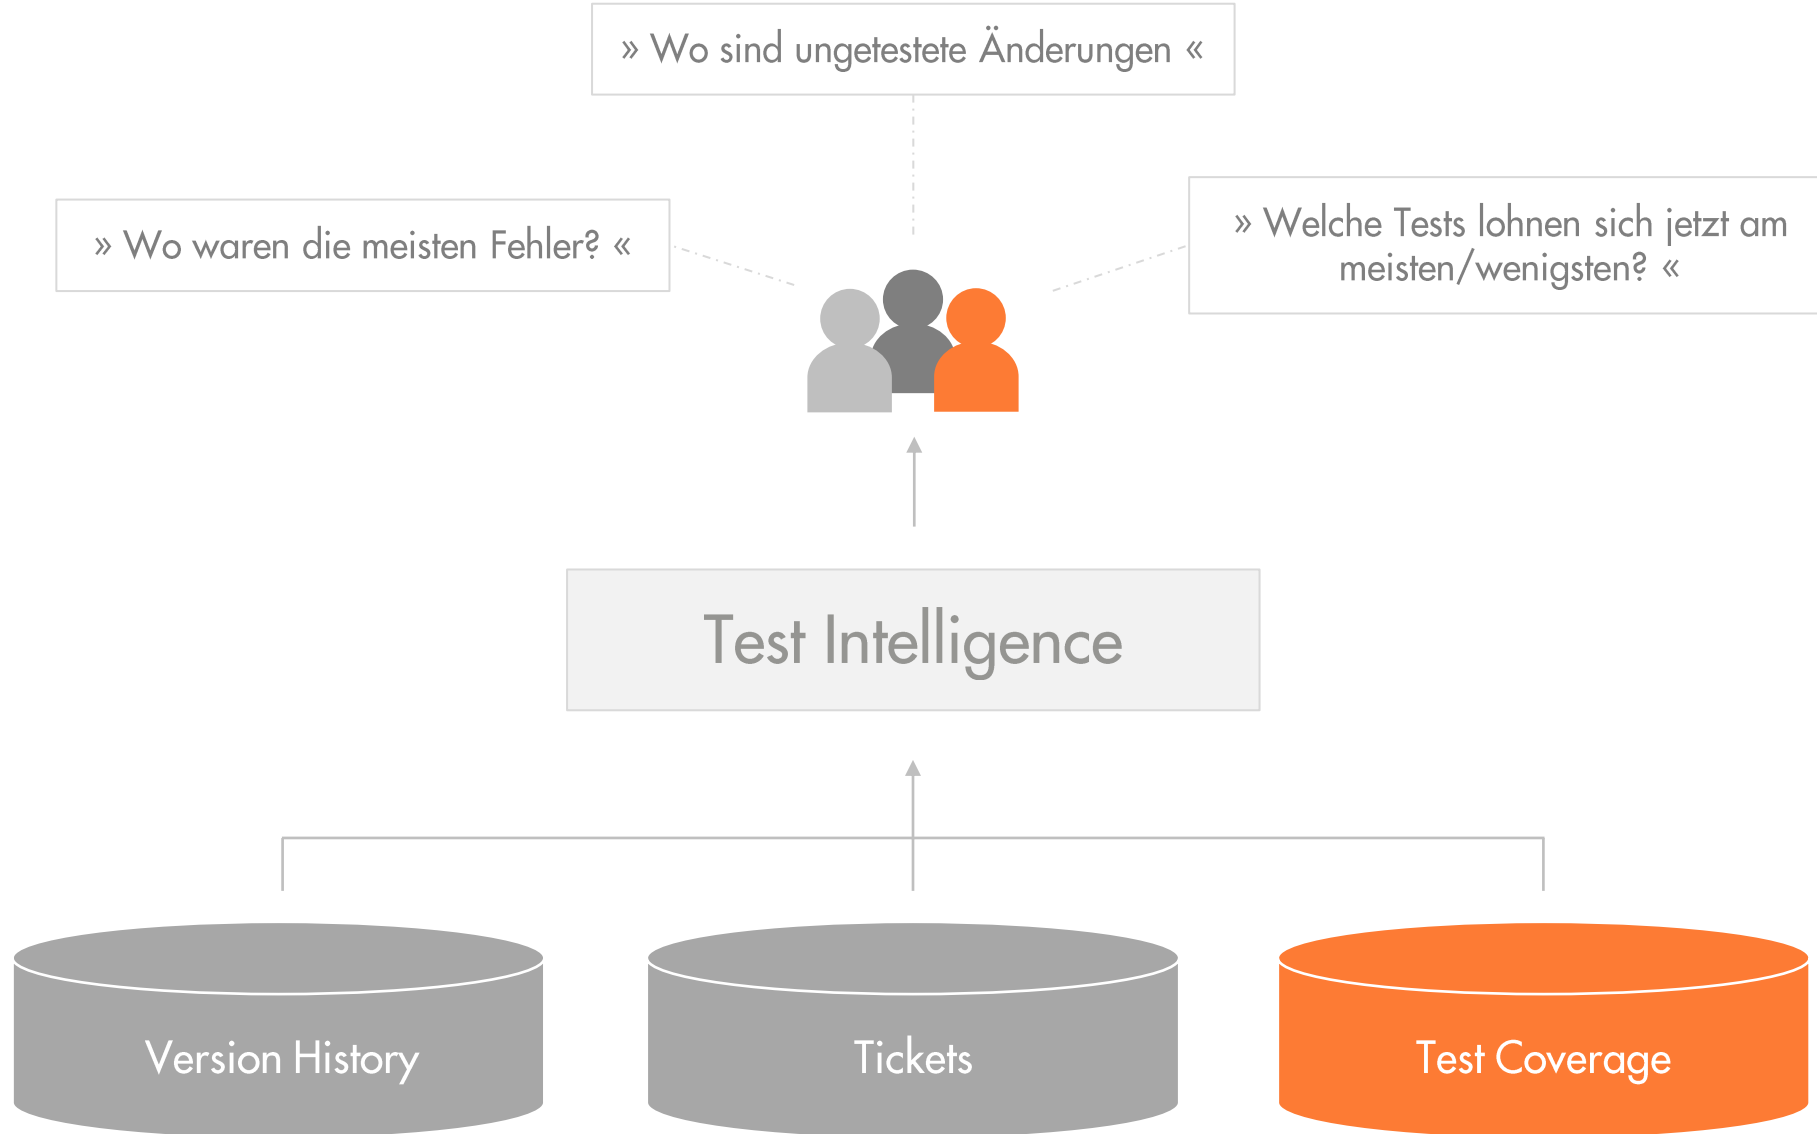 » Wo sind ungetestete Änderungen «
» Wo waren die meisten Fehler? «
» Welche Tests lohnen sich jetzt am
meisten/wenigsten? «
Test Intelligence
Version History
Tickets
Test Coverage